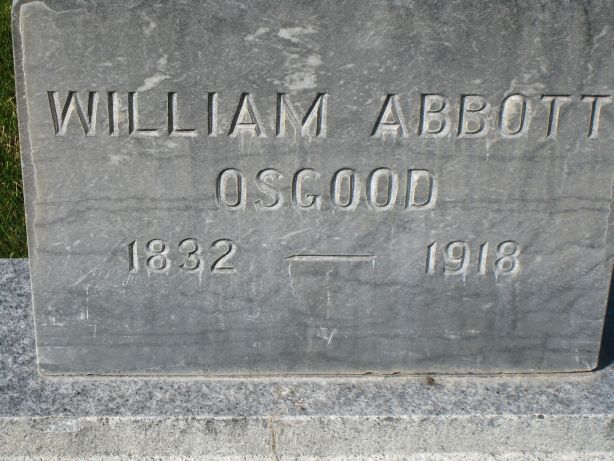 WILLIAM ABBOTT
OSGOOD
1832 — 1918